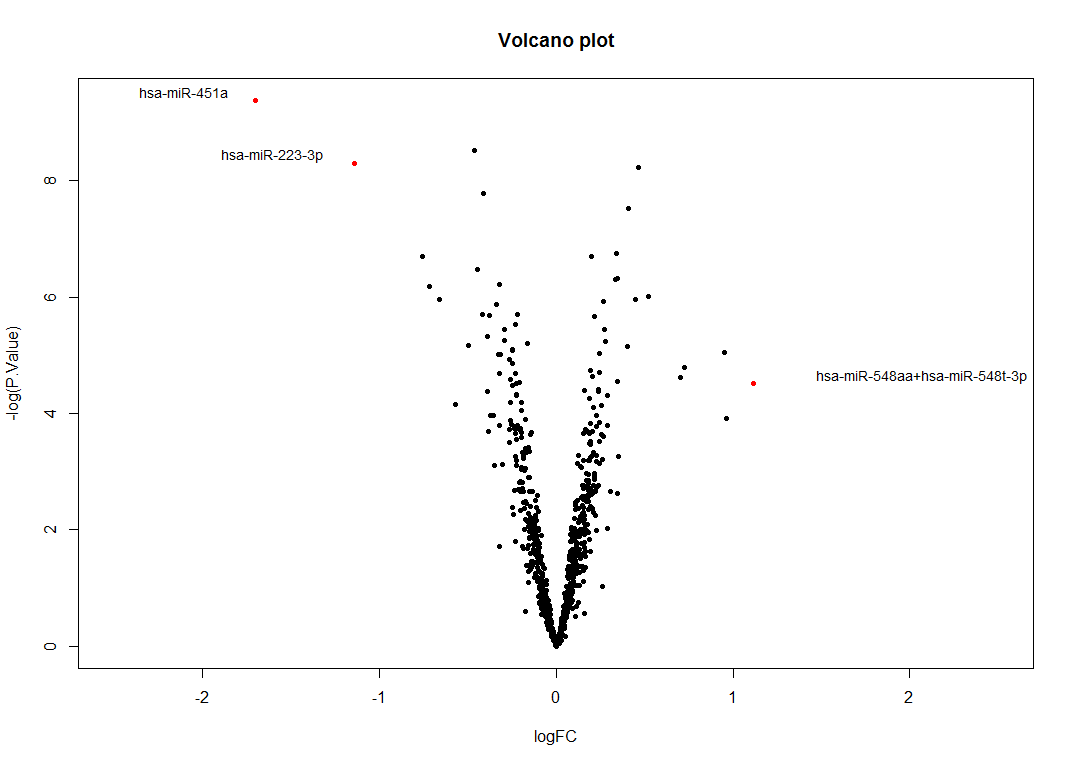 Volcano plot
hsa-miR-451a
hsa-miR-223-3p
hsa-miR-548aa+hsa-miR-548t-3p
-log(P.Value)
8
6
4
2
0
-2 -1 0 1 2
logFC